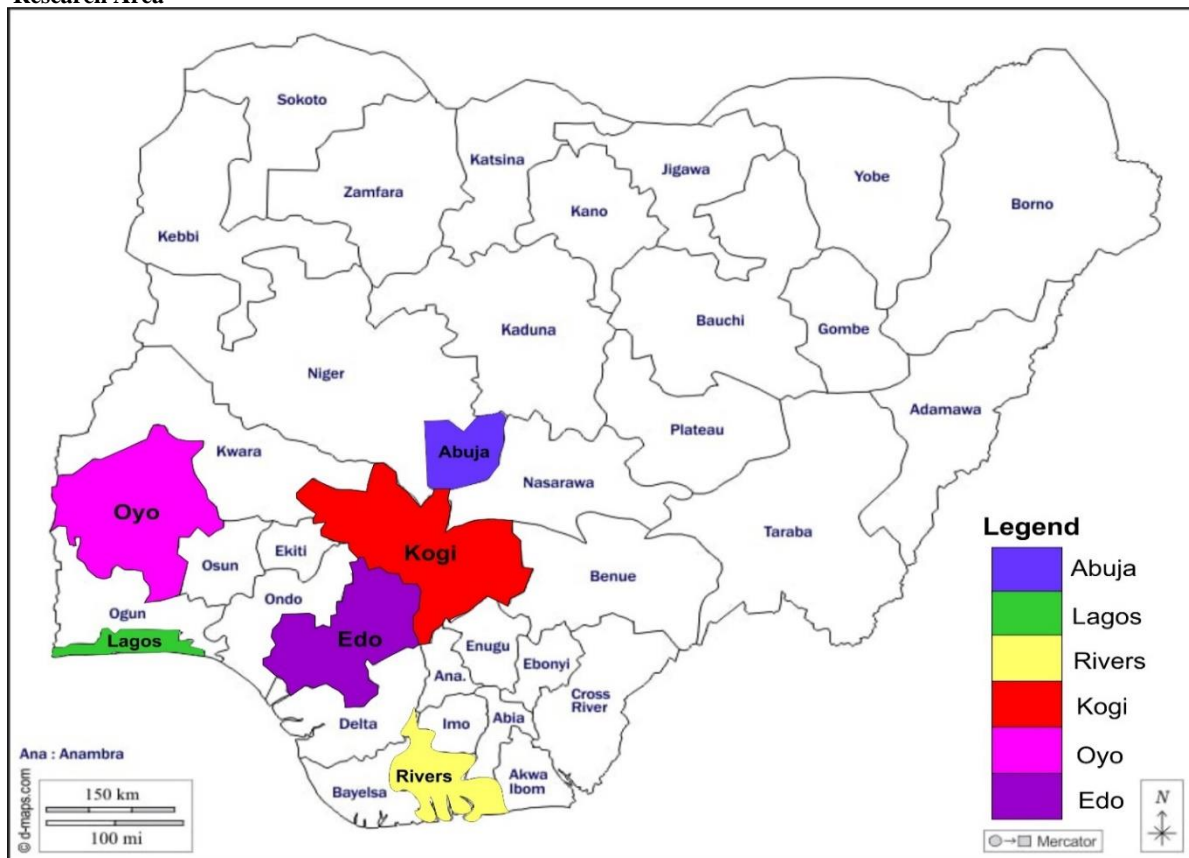 Research Area
Sokoto
Katsina
Jigawa
Yobe
Borno
Zamfara
Kano
Kebbi
Kaduna
Bauchi
Gombe
Niger
Adamawa
Plateau
Kwara
Abuja
Nasarawa
Oyo
Taraba
Kogi
Osun
Ekiti
Benue
Ogun
Ondo
Lagos
Edo
Enugu
Ebonyi
Ana.
Cross
River
Delta
Imo
Abia
Rivers
Bayelsa
Akwa
Ibom
Ana : Anambra
150 km
100 mi
© d-maps.com
Legend
Abuja
Lagos
Rivers
Kogi
Oyo
Edo
Mercator
N